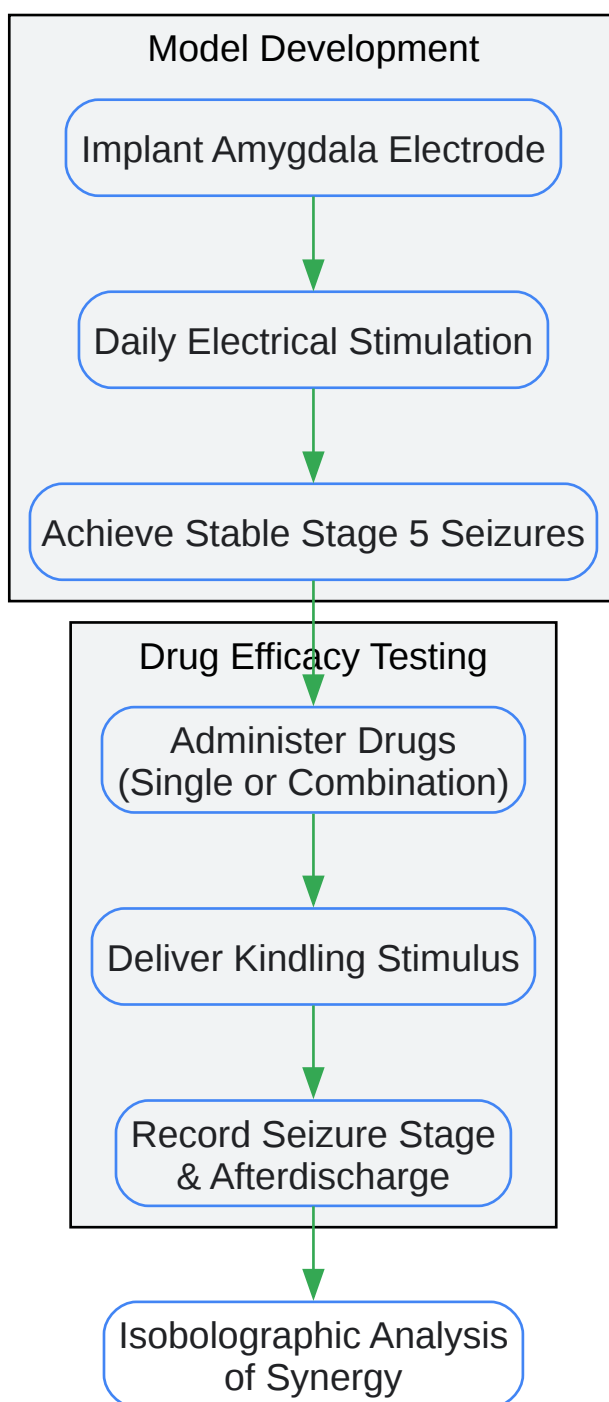 Model Development
Implant Amygdala Electrode
Daily Electrical Stimulation
Achieve Stable Stage 5 Seizures
Drug Efficacy Testing
Administer Drugs
(Single or Combination)
Deliver Kindling Stimulus
Record Seizure Stage
& Afterdischarge
Isobolographic Analysis
of Synergy